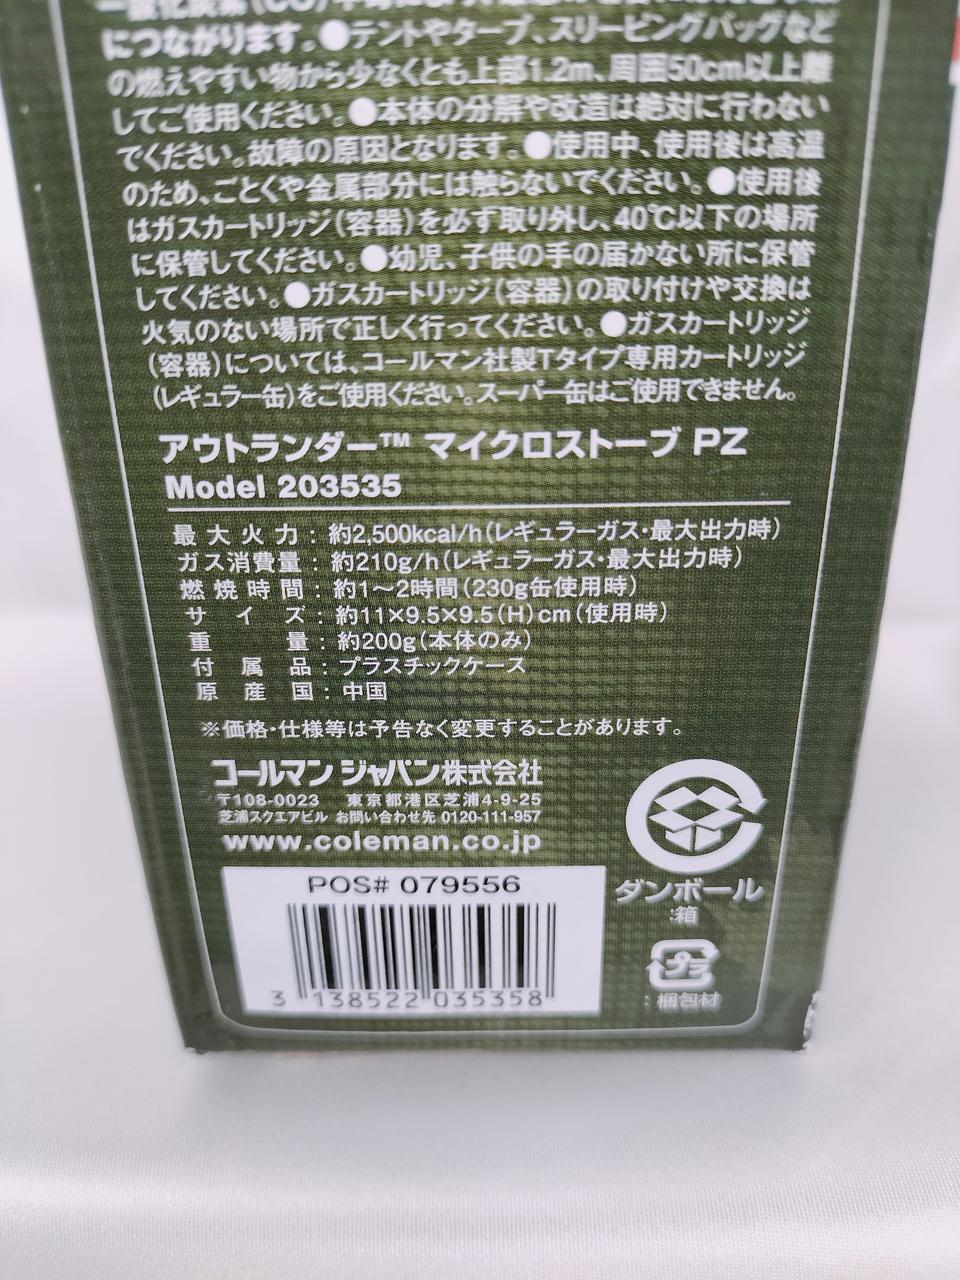 一酸化炭素(CO)中毒により、
につながります。●テントやタープ、スリーピングバッグなど
の燃えやすい物から少なくとも上部1.2m、周囲50cm以上離
してご使用ください。●本体の分解や改造は絶対に行わない
でください。故障の原因となります。●使用中、使用後は高温
のため、ごとくや金属部分には触らないでください。●使用後
はガスカートリッジ(容器)を必ず取り外し、40℃以下の場所
に保管してください。●幼児、子供の手の届かない所に保管
してください。●ガスカートリッジ(容器)の取り付けや交換は
火気のない場所で正しく行ってください。●ガスカートリッジ
(容器)については、コールマン社製Tタイプ専用カートリッジ
(レギュラー缶)をご使用ください。スーパー缶はご使用できません。
アウトランダー™ マイクロストーブ PZ
Model 203535
最大火力：約2,500kcal/h(レギュラーガス・最大出力時)
ガス消費量：約210g/h(レギュラーガス・最大出力時)
燃焼時間：約1〜2時間(230g缶使用時)
サイズ：約11×9.5×9.5(H)cm(使用時)
重量：約200g(本体のみ)
付属品：プラスチックケース
原産国：中国
※価格・仕様等は予告なく変更することがあります。
コールマン ジャパン株式会社
〒108-0023 東京都港区芝浦4-9-25
芝浦スクエアビル お問い合わせ先 0120-111-957
www.coleman.co.jp
POS# 079556
3 138522 035358
ダンボール
：箱
プラ
：梱包材